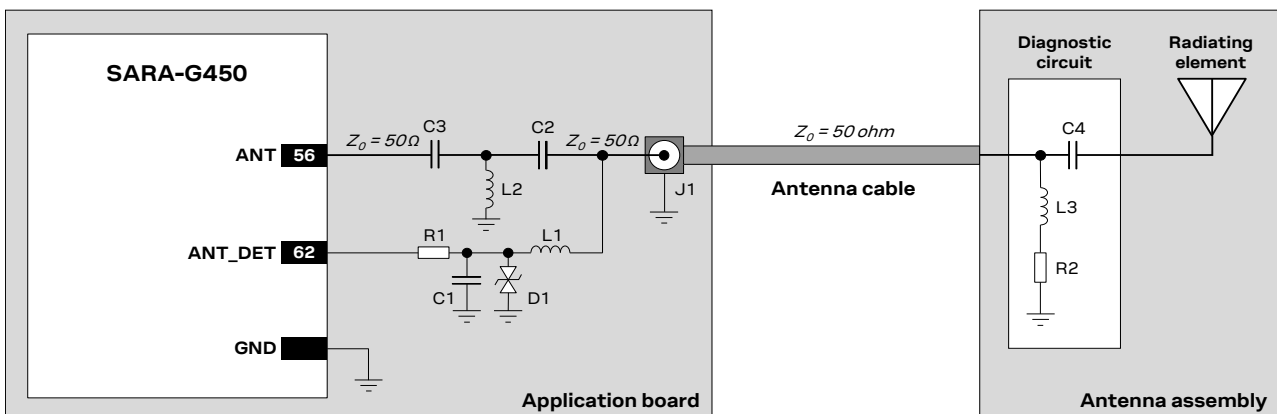 SARA-G450
ANT 56
ANT_DET 62
GND
Z0 = 50Ω
C3
C2
Z0 = 50Ω
L2
J1
R1
L1
C1
D1
Application board
Z0 = 50 ohm
Antenna cable
Diagnostic
circuit
Radiating
element
C4
L3
R2
Antenna assembly